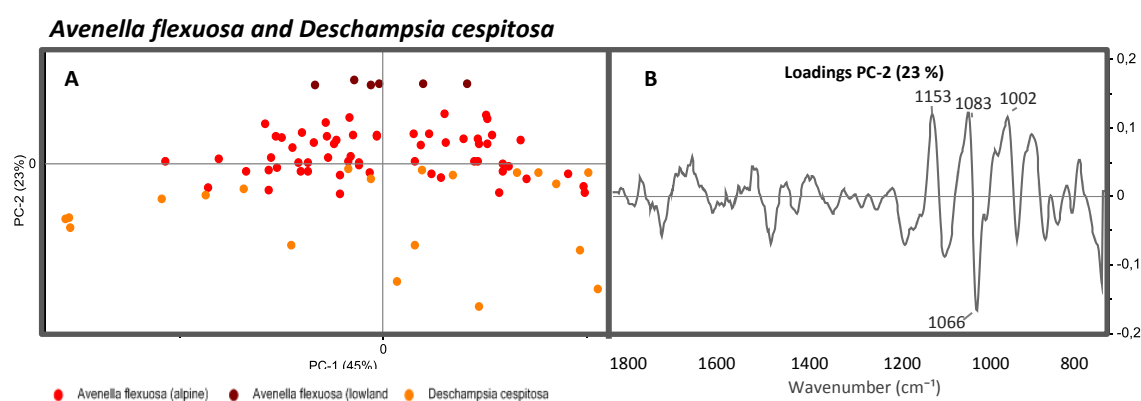 Avenella flexuosa and Deschampsia cespitosa
A
B
Loadings PC-2 (23 %)
1153
1083
1002
1066
0,2
0,1
0
-0,1
-0,2
PC-2 (23%)
0
0
PC-1 (45%)
1800 1600 1400 1200 1000 800
Wavenumber (cm⁻¹)
Avenella flexuosa (alpine) Avenella flexuosa (lowland Deschampsia cespitosa